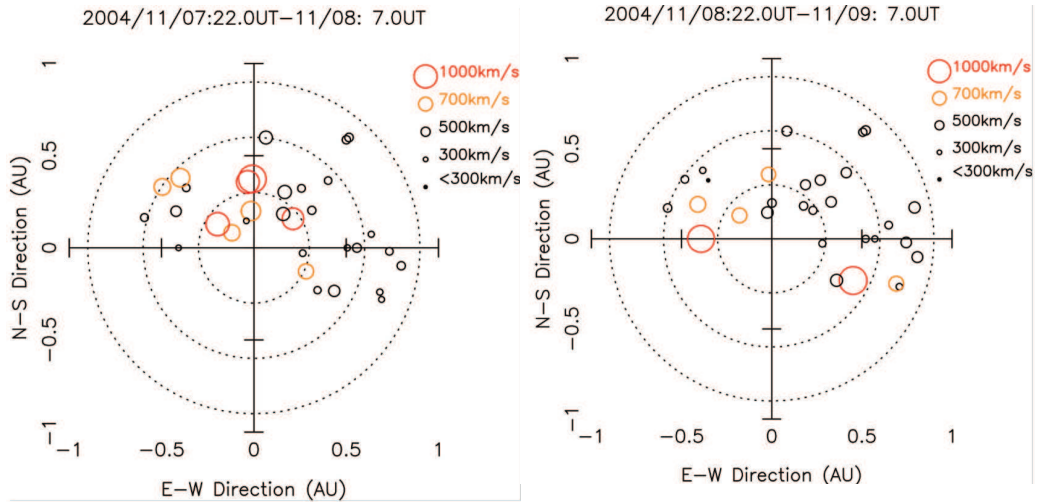 2004/11/07:22.0UT-11/08: 7.0UT
1000km/s
700km/s
500km/s
300km/s
<300km/s
N-S Direction (AU)
1
0.5
0
-0.5
-1
-1
-0.5
0
0.5
1
E-W Direction (AU)
2004/11/08:22.0UT-11/09: 7.0UT
1000km/s
700km/s
500km/s
300km/s
<300km/s
N-S Direction (AU)
1
0.5
0
-0.5
-1
-1
-0.5
0
0.5
1
E-W Direction (AU)